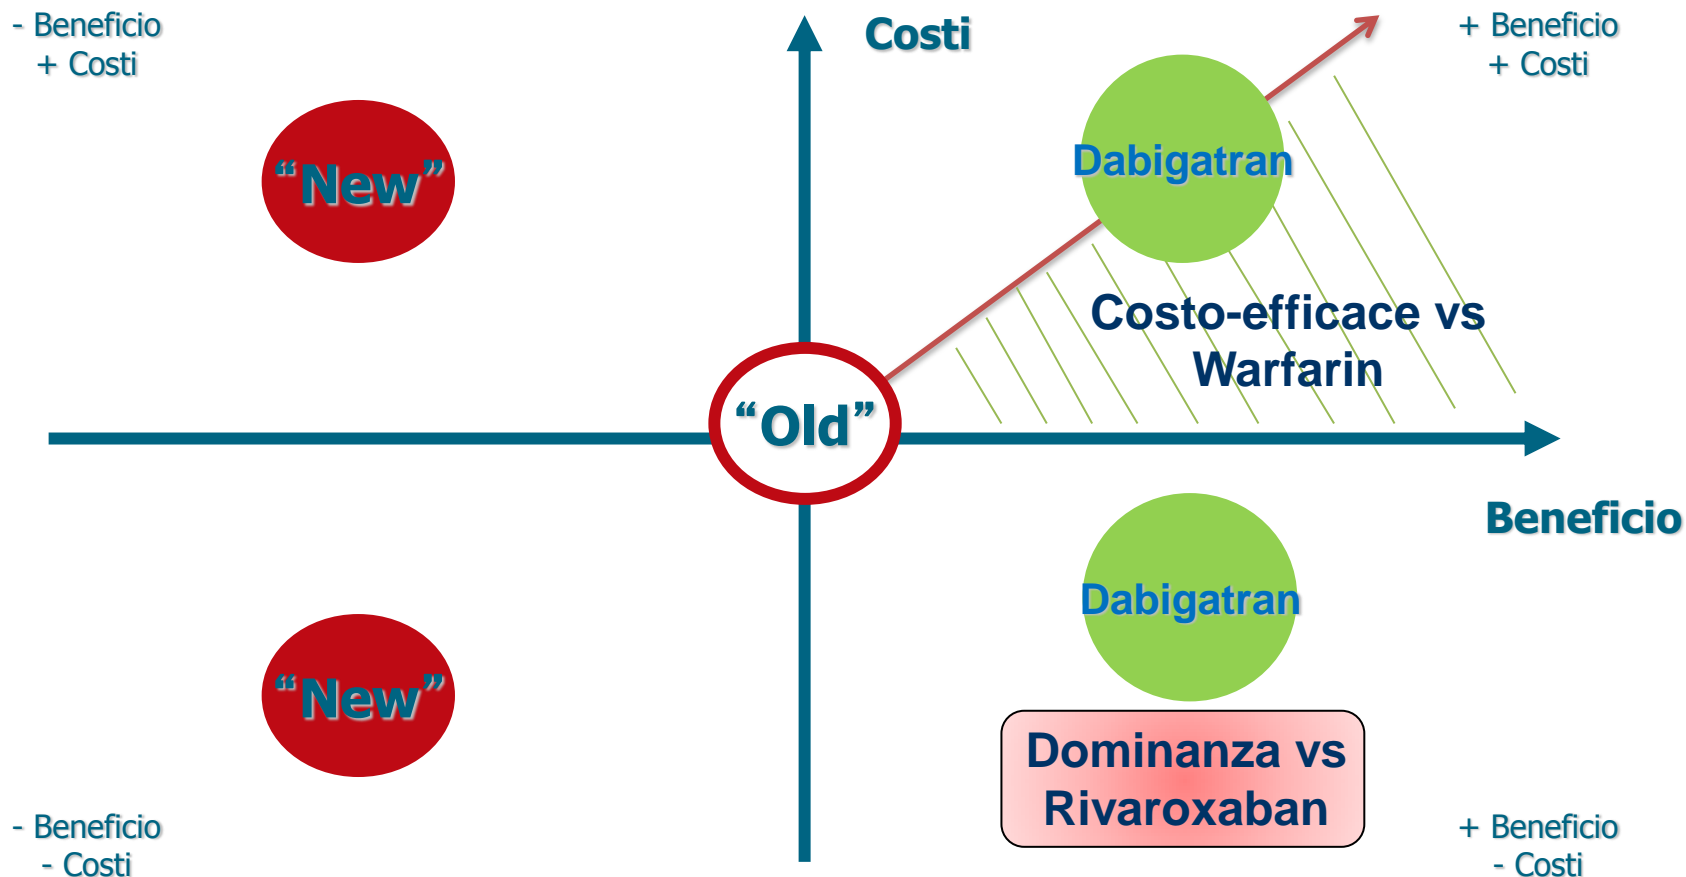 - Beneficio
+ Costi
Costi
+ Beneficio
+ Costi
“New”
Dabigatran
Costo-efficace vs
Warfarin
“Old”
Beneficio
Dabigatran
“New”
Dominanza vs
Rivaroxaban
- Beneficio
- Costi
+ Beneficio
- Costi